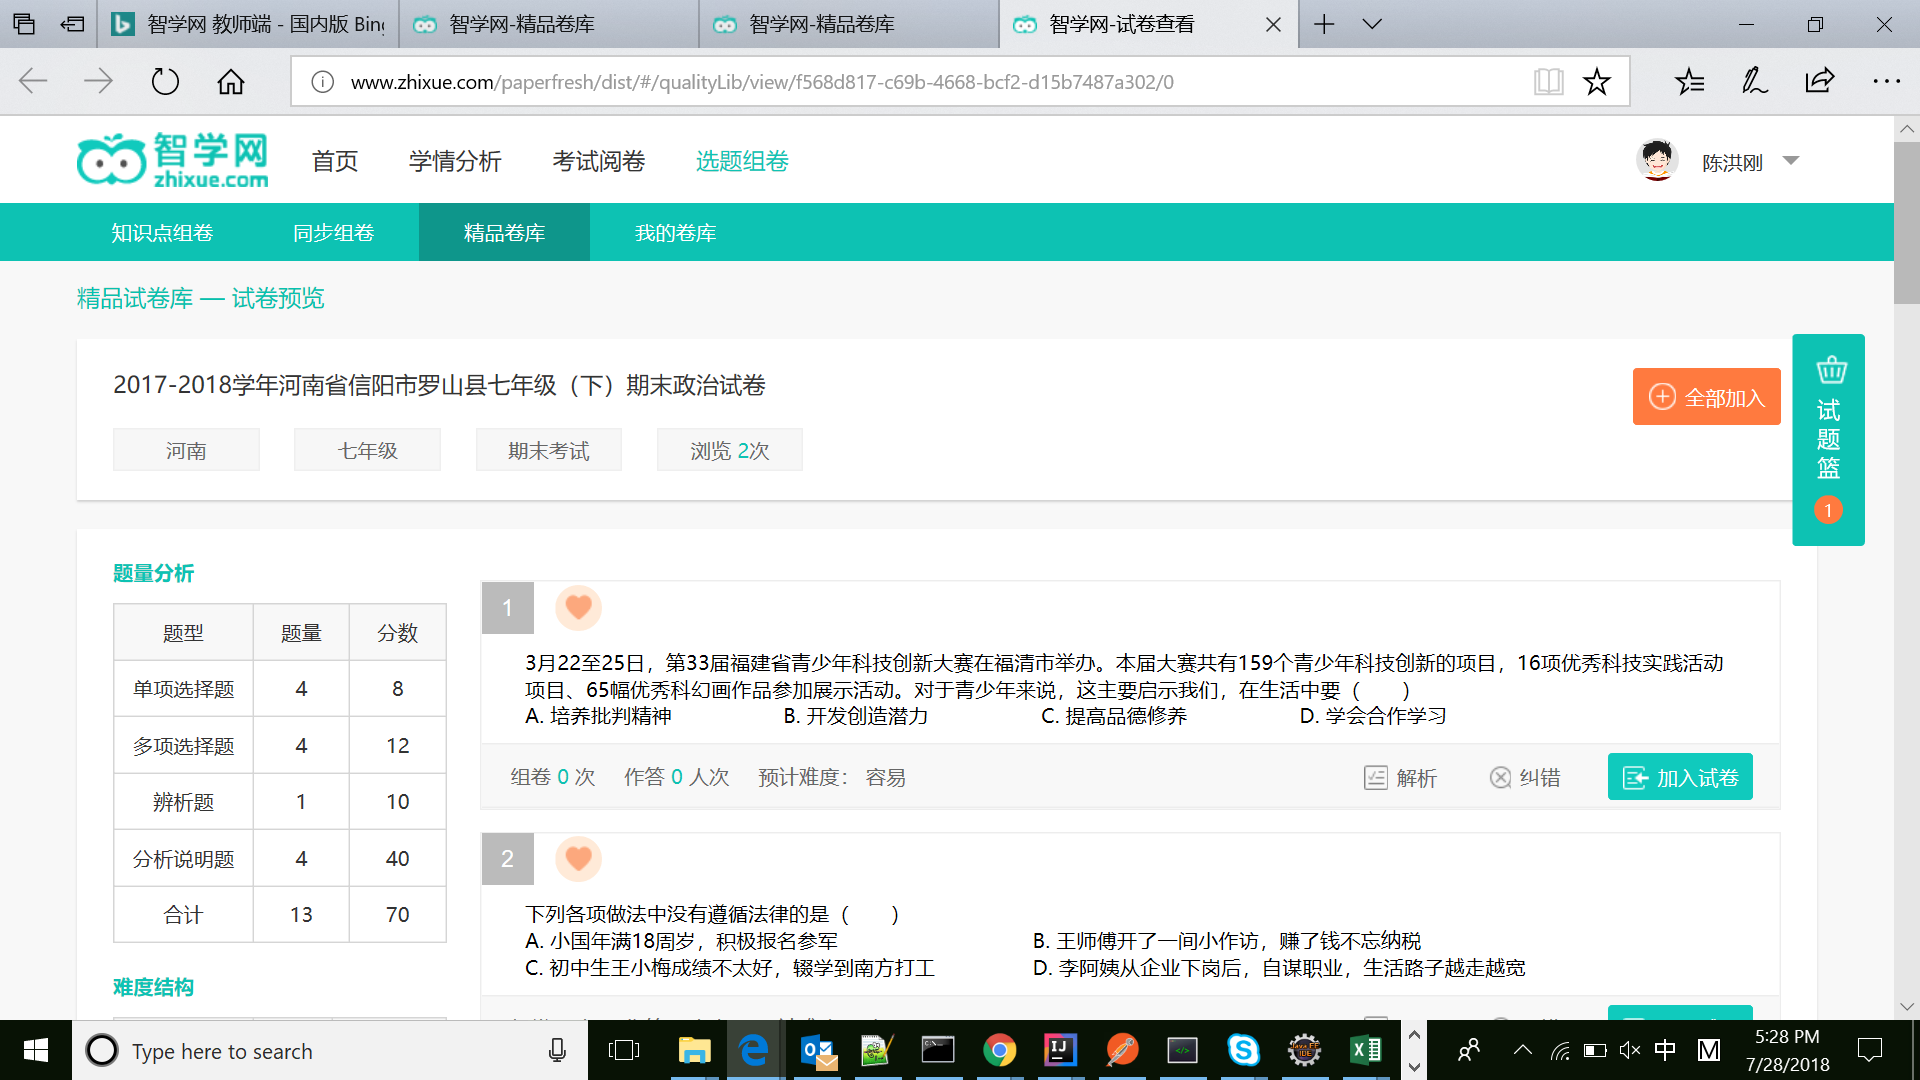 智学网 教师端 - 国内版 Bing
智学网-精品卷库
智学网-精品卷库
智学网-试卷查看
www.zhixue.com/paperfresh/dist/#/qualityLib/view/f568d817-c69b-4668-bcf2-d15b7487a302/0
智学网
zhixue.com
首页
学情分析
考试阅卷
选题组卷
陈洪刚
知识点组卷
同步组卷
精品卷库
我的卷库
精品试卷库 — 试卷预览
2017-2018学年河南省信阳市罗山县七年级（下）期末政治试卷
全部加入
河南
七年级
期末考试
浏览 2次
试
题
篮
1
题量分析
题型 题量 分数
单项选择题 4 8
多项选择题 4 12
辨析题 1 10
分析说明题 4 40
合计 13 70
难度结构
1
3月22至25日，第33届福建省青少年科技创新大赛在福清市举办。本届大赛共有159个青少年科技创新的项目，16项优秀科技实践活动
项目、65幅优秀科幻画作品参加展示活动。对于青少年来说，这主要启示我们，在生活中要（　　）
A. 培养批判精神 B. 开发创造潜力 C. 提高品德修养 D. 学会合作学习
组卷 0 次 作答 0 人次 预计难度： 容易
解析
纠错
加入试卷
2
下列各项做法中没有遵循法律的是（　　）
A. 小国年满18周岁，积极报名参军 B. 王师傅开了一间小作访，赚了钱不忘纳税
C. 初中生王小梅成绩不太好，辍学到南方打工 D. 李阿姨从企业下岗后，自谋职业，生活路子越走越宽
Type here to search
中
M
5:28 PM
7/28/2018